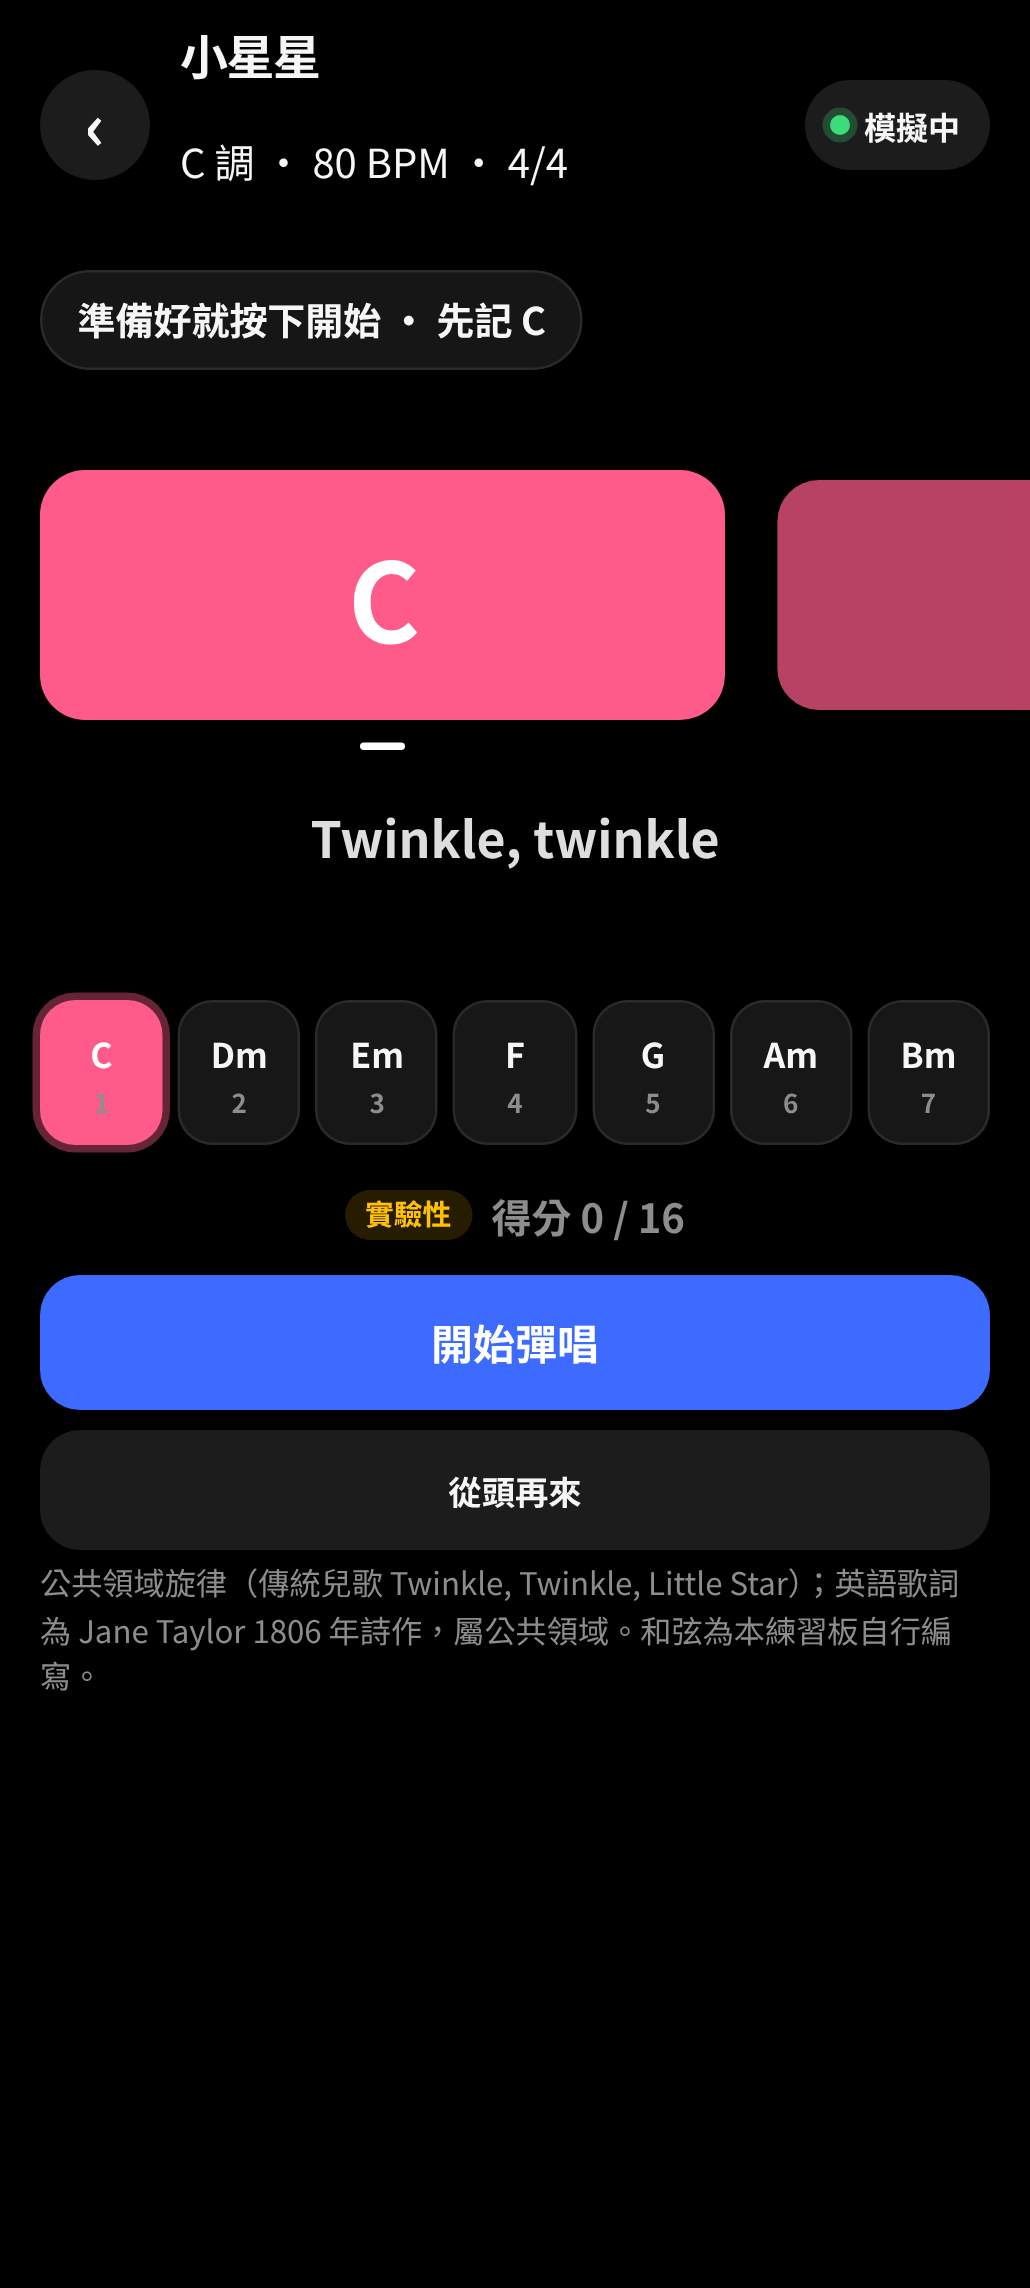 小星星
‹
C 調 · 80 BPM · 4/4
模擬中
準備好就按下開始 · 先記 C
C
Twinkle, twinkle
C Dm Em F G Am Bm
1 2 3 4 5 6 7
實驗性 得分 0 / 16
開始彈唱
從頭再來
公共領域旋律（傳統兒歌 Twinkle, Twinkle, Little Star）；英語歌詞
為 Jane Taylor 1806 年詩作，屬公共領域。和弦為本練習板自行編
寫。